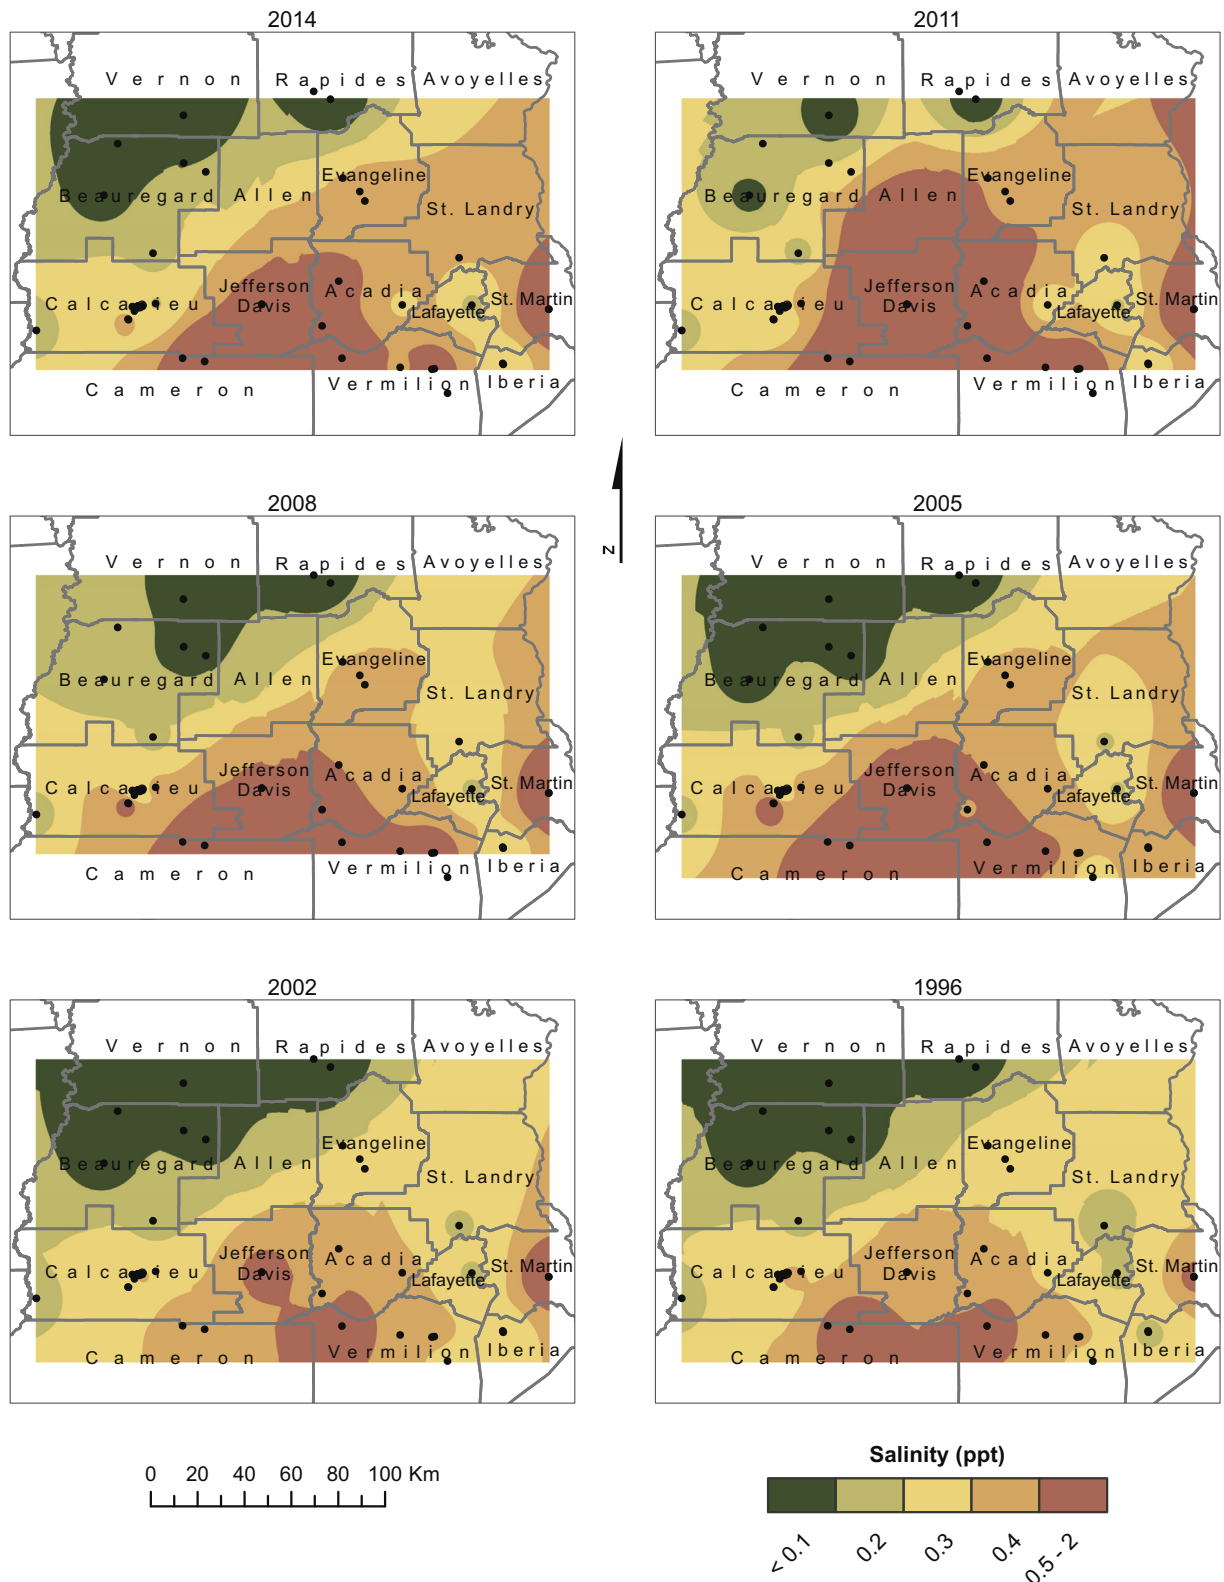 2014
Vernon Rapides Avoyelles
Evangeline
Beauregard Allen
St. Landry
Jefferson
Davis
Calcasieu Acadia St. Martin
Lafayette
Cameron Vermilion Iberia
2011
Vernon Rapides Avoyelles
Evangeline
Beauregard Allen
St. Landry
Jefferson
Davis
Calcasieu Acadia St. Martin
Lafayette
Cameron Vermilion Iberia
z
2008
Vernon Rapides Avoyelles
Evangeline
Beauregard Allen
St. Landry
Jefferson
Davis
Calcasieu Acadia St. Martin
Lafayette
Cameron Vermilion Iberia
2005
Vernon Rapides Avoyelles
Evangeline
Beauregard Allen
St. Landry
Jefferson
Davis
Calcasieu Acadia St. Martin
Lafayette
Cameron Vermilion Iberia
2002
Vernon Rapides Avoyelles
Evangeline
Beauregard Allen
St. Landry
Jefferson
Davis
Calcasieu Acadia St. Martin
Lafayette
Cameron Vermilion Iberia
1996
Vernon Rapides Avoyelles
Evangeline
Beauregard Allen
St. Landry
Jefferson
Davis
Calcasieu Acadia St. Martin
Lafayette
Cameron Vermilion Iberia
0 20 40 60 80 100 Km
Salinity (ppt)
< 0.1 0.2 0.3 0.4 0.5 - 2